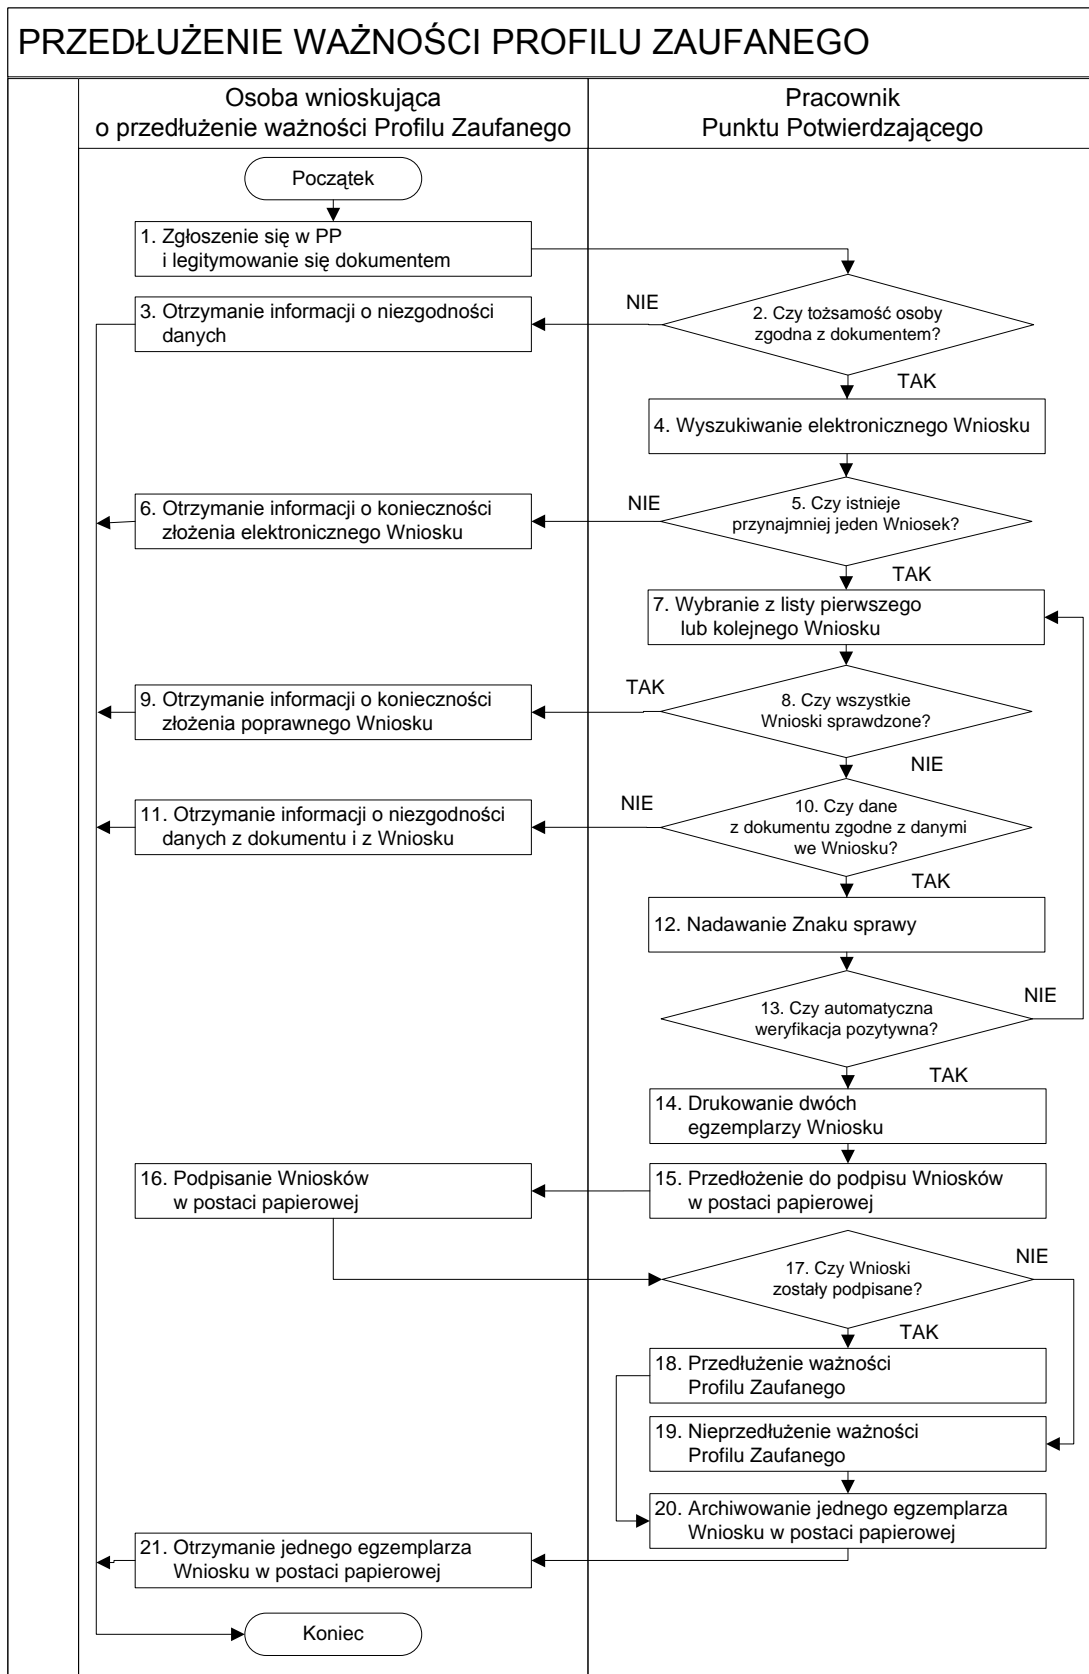 PRZEDŁUŻENIE WAŻNOŚCI PROFILU ZAUFANEGO
Osoba wnioskująca
o przedłużenie ważności Profilu Zaufanego
Pracownik
Punktu Potwierdzającego
Początek
1. Zgłoszenie się w PP
i legitymowanie się dokumentem
2. Czy tożsamość osoby
zgodna z dokumentem?
NIE
3. Otrzymanie informacji o niezgodności
danych
TAK
4. Wyszukiwanie elektronicznego Wniosku
5. Czy istnieje
przynajmniej jeden Wniosek?
NIE
6. Otrzymanie informacji o konieczności
złożenia elektronicznego Wniosku
TAK
7. Wybranie z listy pierwszego
lub kolejnego Wniosku
8. Czy wszystkie
Wnioski sprawdzone?
TAK
9. Otrzymanie informacji o konieczności
złożenia poprawnego Wniosku
NIE
10. Czy dane
z dokumentu zgodne z danymi
we Wniosku?
NIE
11. Otrzymanie informacji o niezgodności
danych z dokumentu i z Wniosku
TAK
12. Nadawanie Znaku sprawy
13. Czy automatyczna
weryfikacja pozytywna?
NIE
TAK
14. Drukowanie dwóch
egzemplarzy Wniosku
15. Przedłożenie do podpisu Wniosków
w postaci papierowej
16. Podpisanie Wniosków
w postaci papierowej
17. Czy Wnioski
zostały podpisane?
NIE
TAK
18. Przedłużenie ważności
Profilu Zaufanego
19. Nieprzedłużenie ważności
Profilu Zaufanego
20. Archiwowanie jednego egzemplarza
Wniosku w postaci papierowej
21. Otrzymanie jednego egzemplarza
Wniosku w postaci papierowej
Koniec